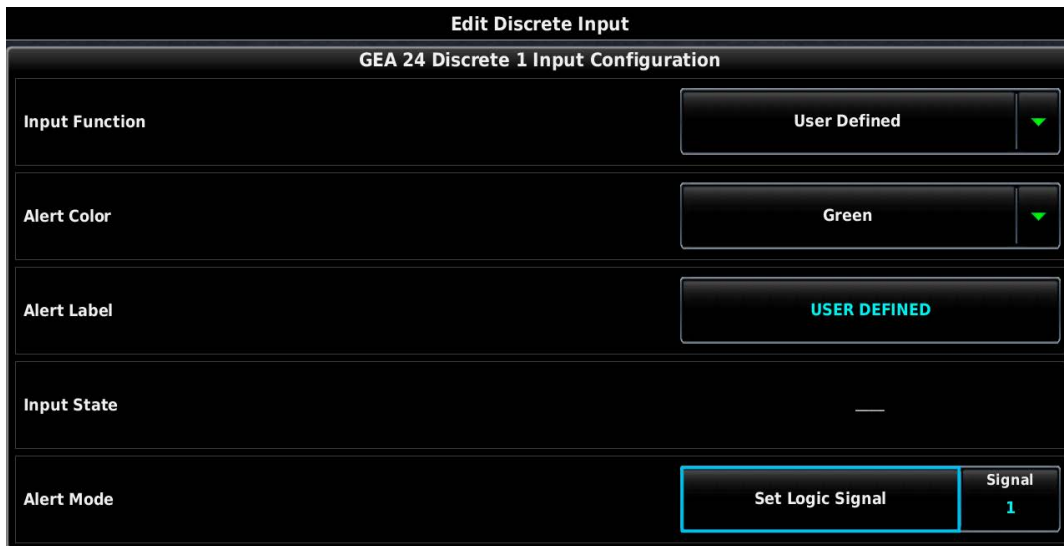 Edit Discrete Input
GEA 24 Discrete 1 Input Configuration
Input Function
User Defined
Alert Color
Green
Alert Label
USER DEFINED
Input State
___
Alert Mode
Set Logic Signal
Signal
1